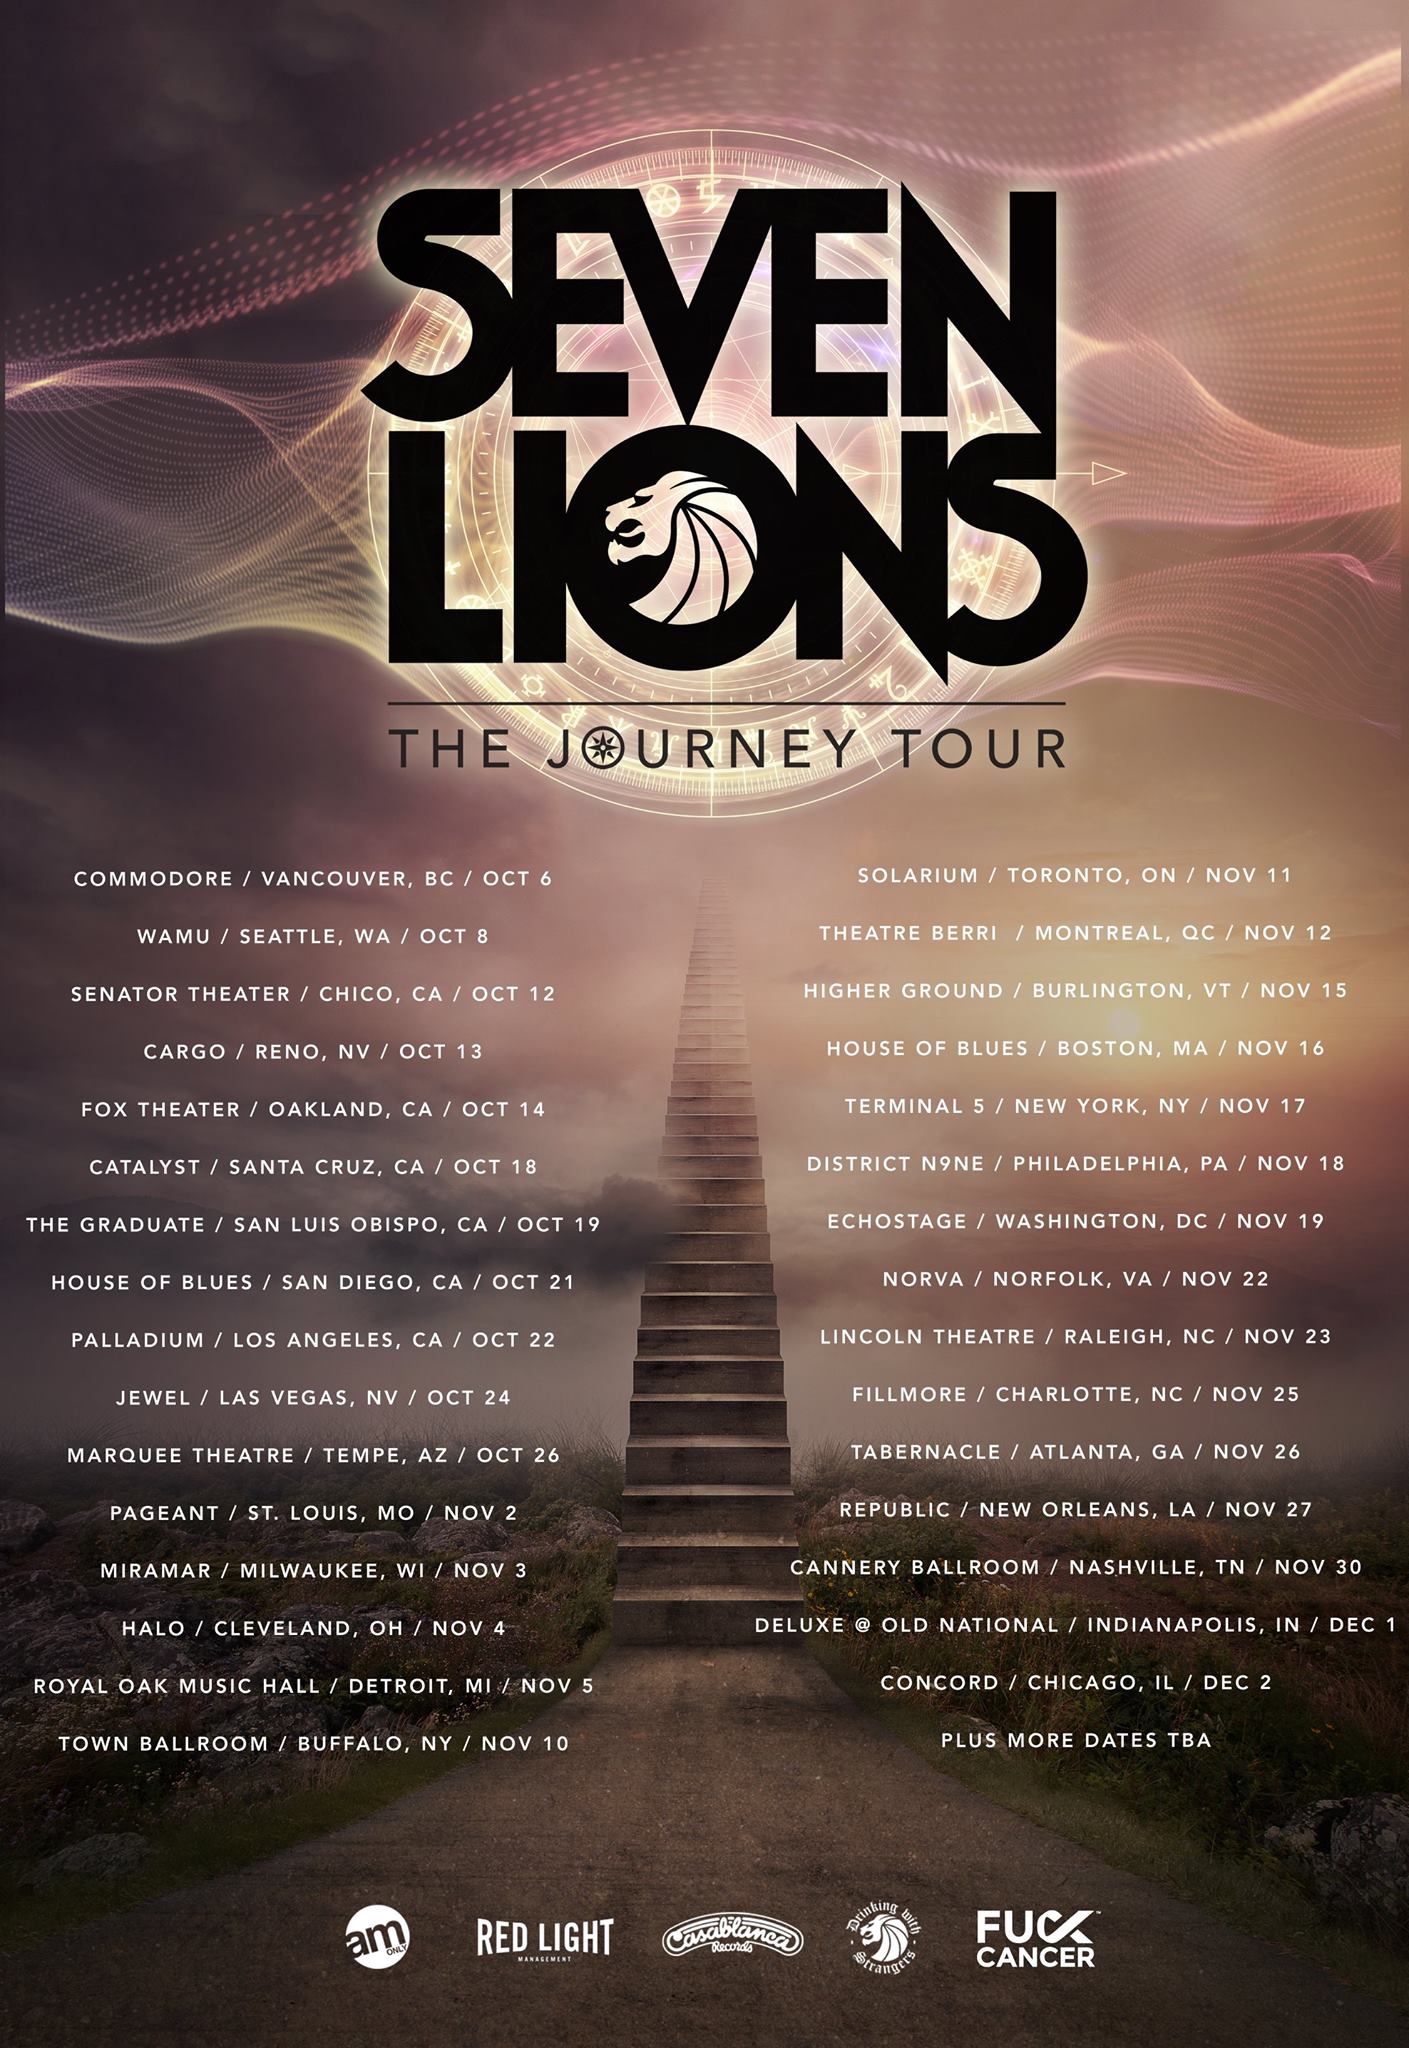 SEVEN
LIONS
THE JOURNEY TOUR
COMMODORE / VANCOUVER, BC / OCT 6
WAMU / SEATTLE, WA / OCT 8
SENATOR THEATER / CHICO, CA / OCT 12
CARGO / RENO, NV / OCT 13
FOX THEATER / OAKLAND, CA / OCT 14
CATALYST / SANTA CRUZ, CA / OCT 18
THE GRADUATE / SAN LUIS OBISPO, CA / OCT 19
HOUSE OF BLUES / SAN DIEGO, CA / OCT 21
PALLADIUM / LOS ANGELES, CA / OCT 22
JEWEL / LAS VEGAS, NV / OCT 24
MARQUEE THEATRE / TEMPE, AZ / OCT 26
PAGEANT / ST. LOUIS, MO / NOV 2
MIRAMAR / MILWAUKEE, WI / NOV 3
HALO / CLEVELAND, OH / NOV 4
ROYAL OAK MUSIC HALL / DETROIT, MI / NOV 5
TOWN BALLROOM / BUFFALO, NY / NOV 10
SOLARIUM / TORONTO, ON / NOV 11
THEATRE BERRI / MONTREAL, QC / NOV 12
HIGHER GROUND / BURLINGTON, VT / NOV 15
HOUSE OF BLUES / BOSTON, MA / NOV 16
TERMINAL 5 / NEW YORK, NY / NOV 17
DISTRICT N9NE / PHILADELPHIA, PA / NOV 18
ECHOSTAGE / WASHINGTON, DC / NOV 19
NORVA / NORFOLK, VA / NOV 22
LINCOLN THEATRE / RALEIGH, NC / NOV 23
FILLMORE / CHARLOTTE, NC / NOV 25
TABERNACLE / ATLANTA, GA / NOV 26
REPUBLIC / NEW ORLEANS, LA / NOV 27
CANNERY BALLROOM / NASHVILLE, TN / NOV 30
DELUXE @ OLD NATIONAL / INDIANAPOLIS, IN / DEC 1
CONCORD / CHICAGO, IL / DEC 2
PLUS MORE DATES TBA
am
ONLY
RED LIGHT
MANAGEMENT
Casablanca
Records
Drinking with
Strangers
FUCK™
CANCER